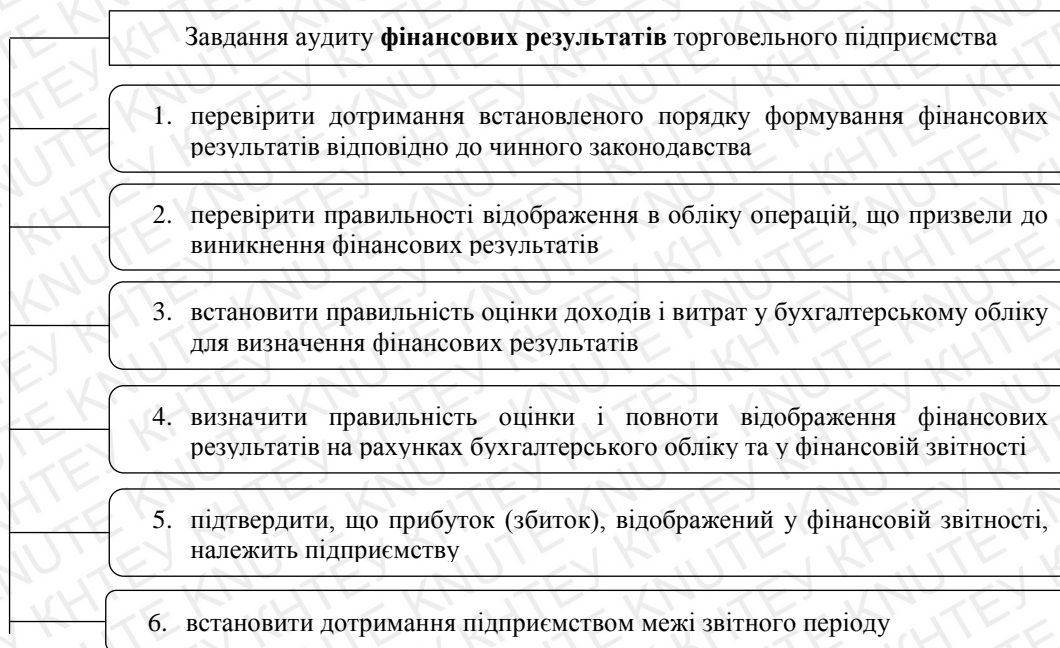 Завдання аудиту фінансових результатів торговельного підприємства
1. перевірити дотримання встановленого порядку формування фінансових
результатів відповідно до чинного законодавства
2. перевірити правильності відображення в обліку операцій, що призвели до
виникнення фінансових результатів
3. встановити правильність оцінки доходів і витрат у бухгалтерському обліку
для визначення фінансових результатів
4. визначити правильність оцінки і повноти відображення фінансових
результатів на рахунках бухгалтерського обліку та у фінансовій звітності
5. підтвердити, що прибуток (збиток), відображений у фінансовій звітності,
належить підприємству
6. встановити дотримання підприємством межі звітного періоду